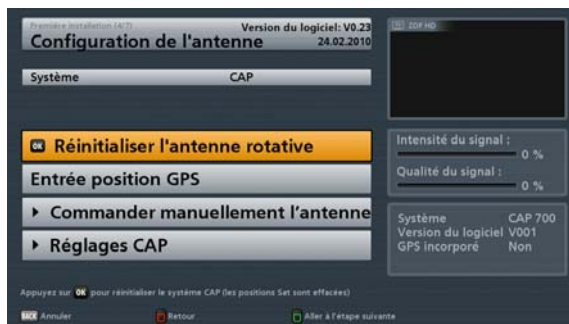 Première installation (4/7)
Version du logiciel: V0.23
Configuration de l'antenne
24.02.2010
ZDF HD
Système CAP
OK Réinitialiser l'antenne rotative
Entrée position GPS
Commander manuellement l'antenne
Réglages CAP
Intensité du signal :
0 %
Qualité du signal :
0 %
Système CAP 700
Version du logiciel V001
GPS incorporé Non
Appuyez sur OK pour réinitialiser le système CAP (les positions Sat sont effacées)
BACK Annuler Retour Aller à l'étape suivante